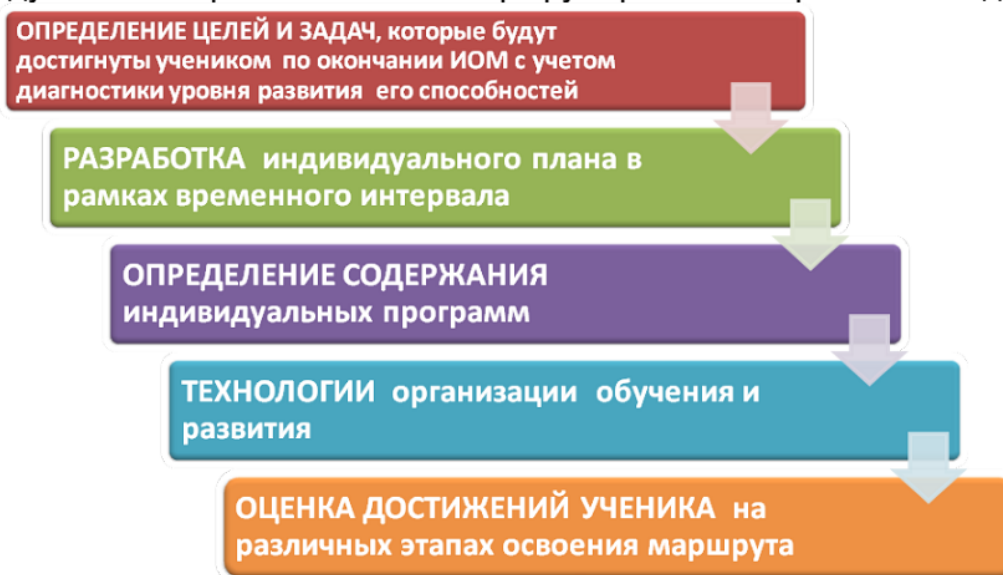 ОПРЕДЕЛЕНИЕ ЦЕЛЕЙ И ЗАДАЧ, которые будут
достигнуты учеником по окончании ИОМ с учетом
диагностики уровня развития его способностей
РАЗРАБОТКА индивидуального плана в
рамках временного интервала
ОПРЕДЕЛЕНИЕ СОДЕРЖАНИЯ
индивидуальных программ
ТЕХНОЛОГИИ организации обучения и
развития
ОЦЕНКА ДОСТИЖЕНИЙ УЧЕНИКА на
различных этапах освоения маршрута